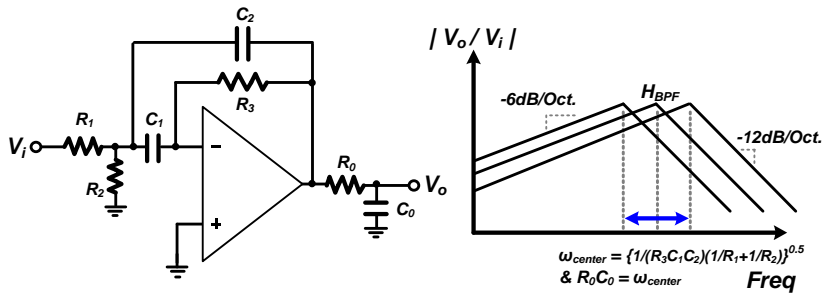 C2
R3
R1
C1
Vi
R2
−
+
R0
Vo
C0
| Vo / Vi |
-6dB/Oct.
HBPF
-12dB/Oct.
ωcenter = {1/(R3C1C2)(1/R1+1/R2)}^0.5
& R0C0 = ωcenter
Freq